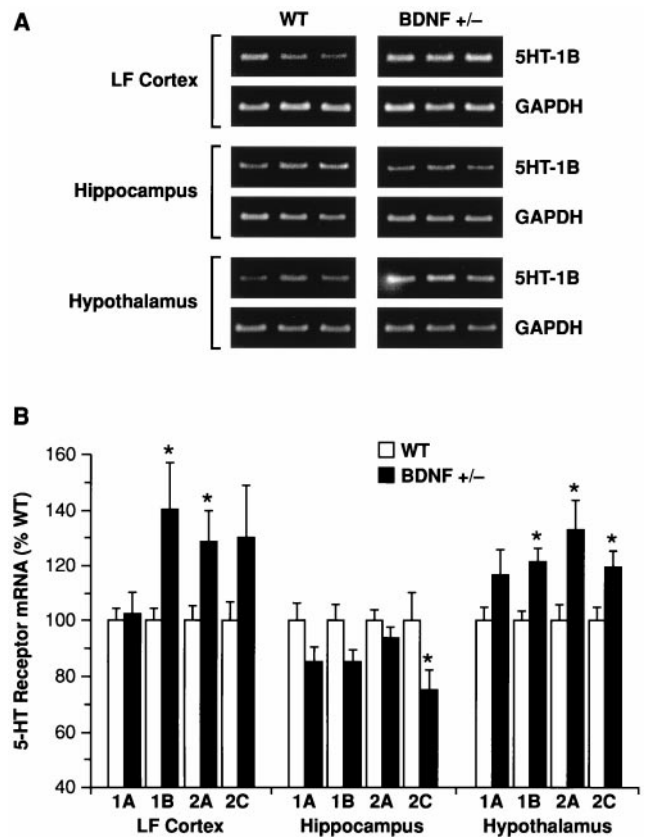 A
WT BDNF +/–
LF Cortex
5HT-1B
GAPDH
Hippocampus
5HT-1B
GAPDH
Hypothalamus
5HT-1B
GAPDH
B
5-HT Receptor mRNA (% WT)
160
140
120
100
80
60
40
WT
BDNF +/–
* * * * * *
1A 1B 2A 2C 1A 1B 2A 2C 1A 1B 2A 2C
LF Cortex Hippocampus Hypothalamus